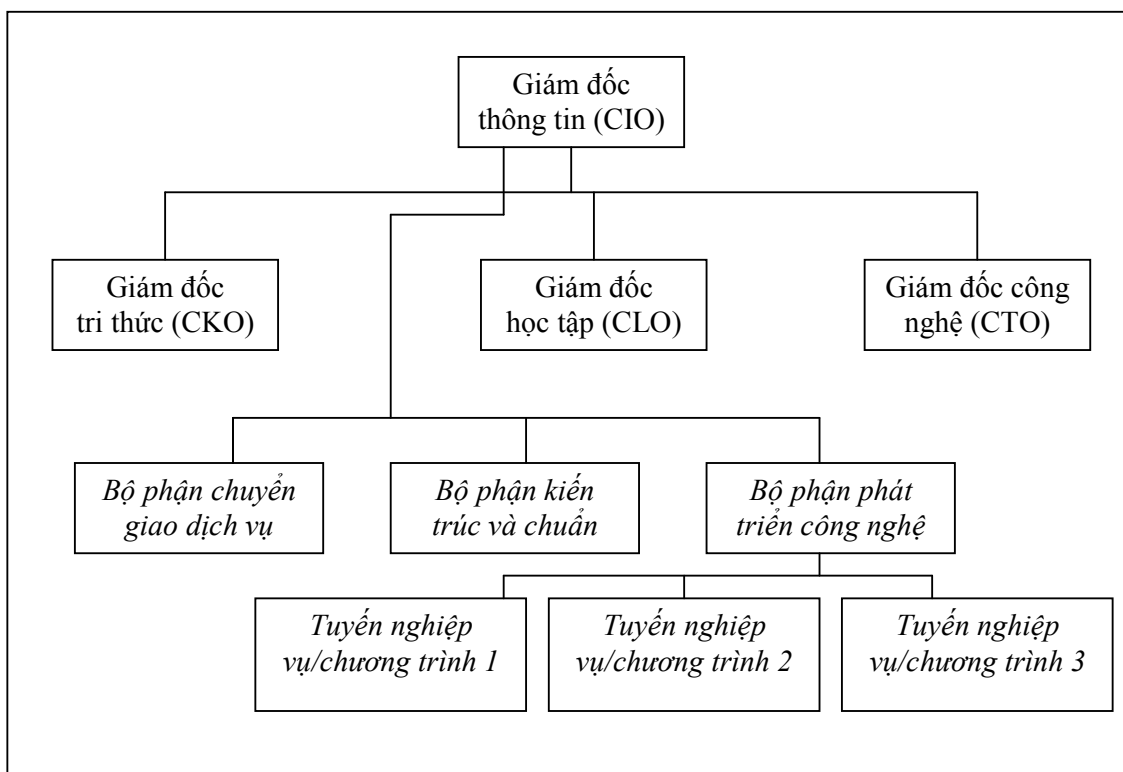 Giám đốc
thông tin (CIO)
Giám đốc
tri thức (CKO)
Giám đốc
học tập (CLO)
Giám đốc công
nghệ (CTO)
Bộ phận chuyển
giao dịch vụ
Bộ phận kiến
trúc và chuẩn
Bộ phận phát
triển công nghệ
Tuyến nghiệp
vụ/chương trình 1
Tuyến nghiệp
vụ/chương trình 2
Tuyến nghiệp
vụ/chương trình 3